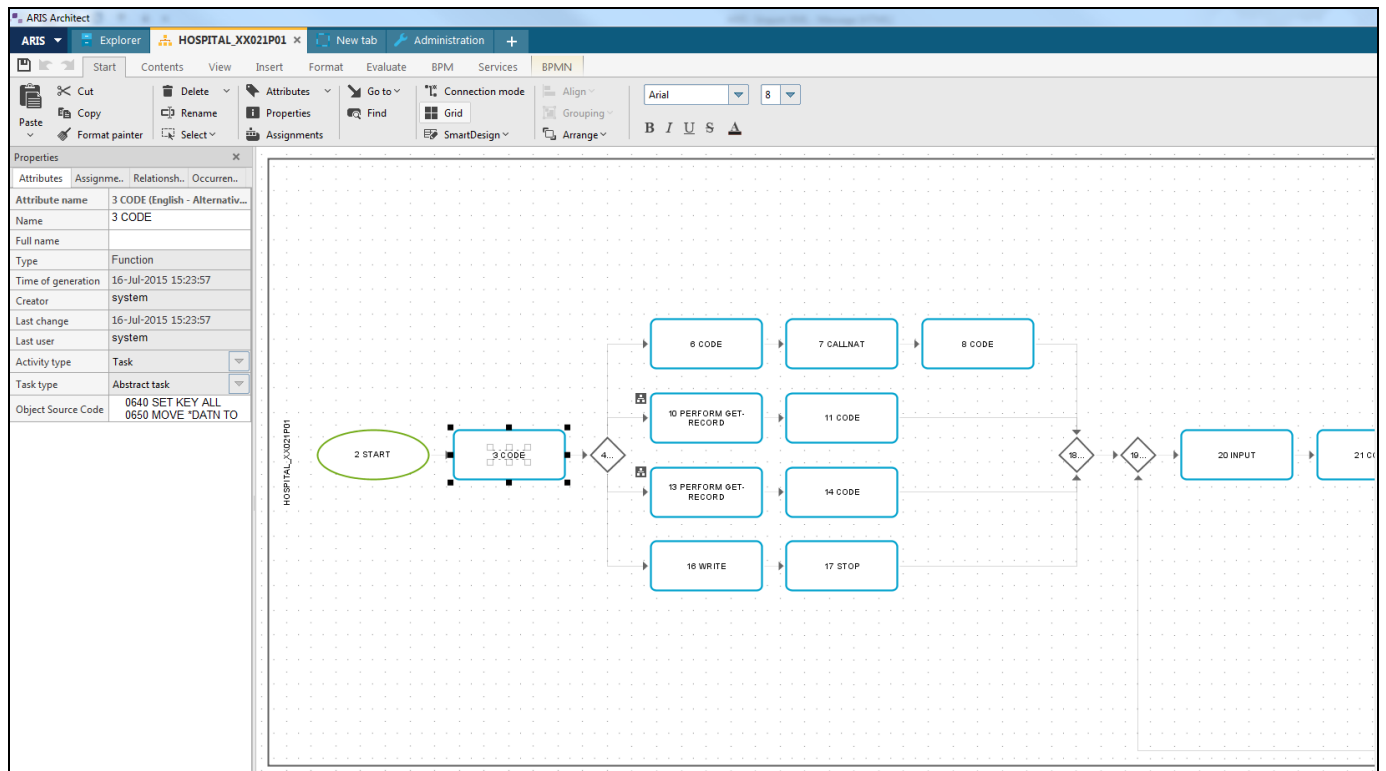 ARIS Architect
ARIS Explorer HOSPITAL_XX021P01 × New tab Administration +
Start Contents View Insert Format Evaluate BPM Services BPMN
Paste
Cut
Copy
Format painter
Delete
Rename
Select
Attributes
Properties
Assignments
Go to
Find
Connection mode
Grid
SmartDesign
Align
Grouping
Arrange
Arial 8
B I U S A
Properties ×
Attributes Assignme.. Relationsh.. Occurren..
Attribute name 3 CODE (English - Alternativ...
Name 3 CODE
Full name
Type Function
Time of generation 16-Jul-2015 15:23:57
Creator system
Last change 16-Jul-2015 15:23:57
Last user system
Activity type Task
Task type Abstract task
Object Source Code 0640 SET KEY ALL
0650 MOVE *DATN TO
HOSPITAL_XX021P01
2 START
3 CODE
4...
6 CODE
7 CALLNAT
8 CODE
10 PERFORM GET-
RECORD
11 CODE
13 PERFORM GET-
RECORD
14 CODE
16 WRITE
17 STOP
18...
19...
20 INPUT